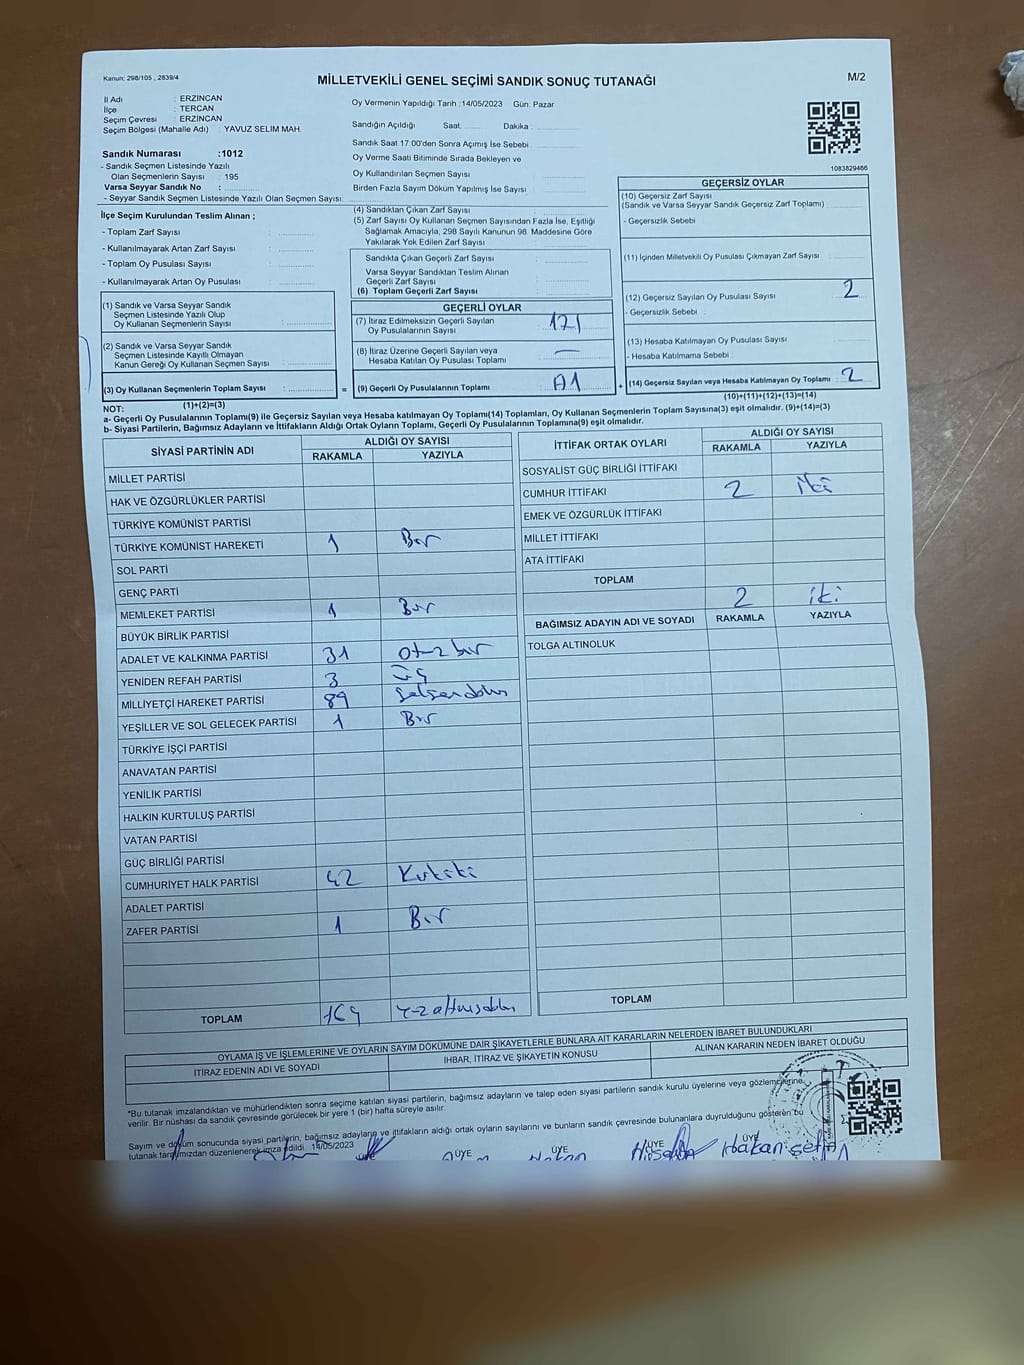 Kanun: 298/105 , 2839/4
MİLLETVEKİLİ GENEL SEÇİMİ SANDIK SONUÇ TUTANAĞI
M/2
İl Adı : ERZİNCAN
İlçe : TERCAN
Seçim Çevresi : ERZİNCAN
Seçim Bölgesi (Mahalle Adı) : YAVUZ SELİM MAH.
Sandık Numarası :1012
- Sandık Seçmen Listesinde Yazılı
Olan Seçmenlerin Sayısı : 195
Varsa Seyyar Sandık No :
- Seyyar Sandık Seçmen Listesinde Yazılı Olan Seçmen Sayısı:
Oy Vermenin Yapıldığı Tarih :14/05/2023 Gün: Pazar
Sandığın Açıldığı Saat: Dakika:
Sandık Saat 17.00'den Sonra Açımış İse Sebebi :
Oy Verme Saati Bitiminde Sırada Bekleyen ve
Oy Kullandırılan Seçmen Sayısı :
Birden Fazla Sayım Döküm Yapılmış İse Sayısı :
1083829466
İlçe Seçim Kurulundan Teslim Alınan ;
- Toplam Zarf Sayısı :
- Kullanılmayarak Artan Zarf Sayısı :
- Toplam Oy Pusulası Sayısı :
- Kullanılmayarak Artan Oy Pusulası :
(1) Sandık ve Varsa Seyyar Sandık
Seçmen Listesinde Yazılı Olup
Oy Kullanan Seçmenlerin Sayısı :
(2) Sandık ve Varsa Seyyar Sandık
Seçmen Listesinde Kayıtlı Olmayan
Kanun Gereği Oy Kullanan Seçmen Sayısı :
(3) Oy Kullanan Seçmenlerin Toplam Sayısı : =
(1)+(2)=(3)
(4) Sandıktan Çıkan Zarf Sayısı :
(5) Zarf Sayısı Oy Kullanan Seçmen Sayısından Fazla İse, Eşitliği
Sağlamak Amacıyla, 298 Sayılı Kanunun 98. Maddesine Göre
Yakılarak Yok Edilen Zarf Sayısı :
Sandıkta Çıkan Geçerli Zarf Sayısı :
Varsa Seyyar Sandıktan Teslim Alınan
Geçerli Zarf Sayısı :
(6) Toplam Geçerli Zarf Sayısı :
GEÇERLİ OYLAR
(7) İtiraz Edilmeksizin Geçerli Sayılan
Oy Pusulalarının Sayısı : 171
(8) İtiraz Üzerine Geçerli Sayılan veya
Hesaba Katılan Oy Pusulası Toplamı : —
(9) Geçerli Oy Pusulalarının Toplamı : 171 +
GEÇERSİZ OYLAR
(10) Geçersiz Zarf Sayısı
(Sandık ve Varsa Seyyar Sandık Geçersiz Zarf Toplamı) :
- Geçersizlik Sebebi :
(11) İçinden Milletvekili Oy Pusulası Çıkmayan Zarf Sayısı :
(12) Geçersiz Sayılan Oy Pusulası Sayısı : 2
- Geçersizlik Sebebi :
(13) Hesaba Katılmayan Oy Pusulası Sayısı :
- Hesaba Katılmama Sebebi :
(14) Geçersiz Sayılan veya Hesaba Katılmayan Oy Toplamı : 2
(10)+(11)+(12)+(13)=(14)
NOT:
a- Geçerli Oy Pusulalarının Toplamı(9) ile Geçersiz Sayılan veya Hesaba katılmayan Oy Toplamı(14) Toplamları, Oy Kullanan Seçmenlerin Toplam Sayısına(3) eşit olmalıdır. (9)+(14)=(3)
b- Siyasi Partilerin, Bağımsız Adayların ve İttifakların Aldığı Ortak Oyların Toplamı, Geçerli Oy Pusulalarının Toplamına(9) eşit olmalıdır.
SİYASİ PARTİNİN ADI ALDIĞI OY SAYISI
RAKAMLA YAZIYLA
MİLLET PARTİSİ
HAK VE ÖZGÜRLÜKLER PARTİSİ
TÜRKİYE KOMÜNİST PARTİSİ
TÜRKİYE KOMÜNİST HAREKETİ 1 Bir
SOL PARTİ
GENÇ PARTİ
MEMLEKET PARTİSİ 1 Bir
BÜYÜK BİRLİK PARTİSİ
ADALET VE KALKINMA PARTİSİ 31 Otuz bir
YENİDEN REFAH PARTİSİ 3 üç
MİLLİYETÇİ HAREKET PARTİSİ 89 Seksendokuz
YEŞİLLER VE SOL GELECEK PARTİSİ 1 Bir
TÜRKİYE İŞÇİ PARTİSİ
ANAVATAN PARTİSİ
YENİLİK PARTİSİ
HALKIN KURTULUŞ PARTİSİ
VATAN PARTİSİ
GÜÇ BİRLİĞİ PARTİSİ
CUMHURİYET HALK PARTİSİ 42 Kırkiki
ADALET PARTİSİ
ZAFER PARTİSİ 1 Bir
TOPLAM 169 Yüzaltmışdokuz
İTTİFAK ORTAK OYLARI ALDIĞI OY SAYISI
RAKAMLA YAZIYLA
SOSYALİST GÜÇ BİRLİĞİ İTTİFAKI
CUMHUR İTTİFAKI 2 iki
EMEK VE ÖZGÜRLÜK İTTİFAKI
MİLLET İTTİFAKI
ATA İTTİFAKI
TOPLAM 2 iki
BAĞIMSIZ ADAYIN ADI VE SOYADI RAKAMLA YAZIYLA
TOLGA ALTINOLUK
TOPLAM
OYLAMA İŞ VE İŞLEMLERİNE VE OYLARIN SAYIM DÖKÜMÜNE DAİR ŞİKAYETLERLE BUNLARA AİT KARARLARIN NELERDEN İBARET BULUNDUKLARI
İTİRAZ EDENİN ADI VE SOYADI İHBAR, İTİRAZ VE ŞİKAYETİN KONUSU ALINAN KARARIN NEDEN İBARET OLDUĞU
*Bu tutanak imzalandıktan ve mühürlendikten sonra seçime katılan siyasi partilerin, bağımsız adayların ve talep eden siyasi partilerin sandık kurulu üyelerine veya gözlemcilerine
verilir. Bir nüshası da sandık çevresinde görülecek bir yere 1 (bir) hafta süreyle asılır.
Sayım ve döküm sonucunda siyasi partilerin, bağımsız adayların ve ittifakların aldığı ortak oyların sayılarını ve bunların sandık çevresinde bulunanlara duyrulduğunu gösteren bu
tutanak tarafımızdan düzenlenerek imza edildi. 14/05/2023
ÜYE ÜYE ÜYE ÜYE
Hakan Hakan Çetin